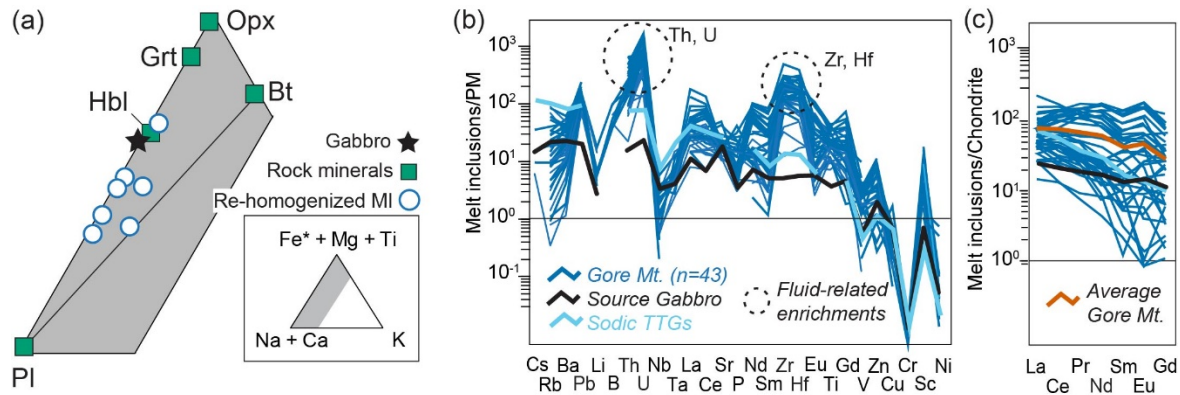 (a)
Opx
Grt
Bt
Hbl
Gabbro
Rock minerals
Re-homogenized MI
Fe* + Mg + Ti
Na + Ca
K
Pl
(b)
Melt inclusions/PM
10³
10²
10¹
10⁰
10⁻¹
Th, U
Zr, Hf
Gore Mt. (n=43)
Source Gabbro
Sodic TTGs
Fluid-related
enrichments
Cs Ba Li Th Nb La Sr Nd Zr Eu Gd Zn Cr Ni
Rb Pb B U Ta Ce P Sm Hf Ti V Cu Sc
(c)
Melt inclusions/Chondrite
10³
10²
10¹
10⁰
Average
Gore Mt.
La Pr Sm Gd
Ce Nd Eu